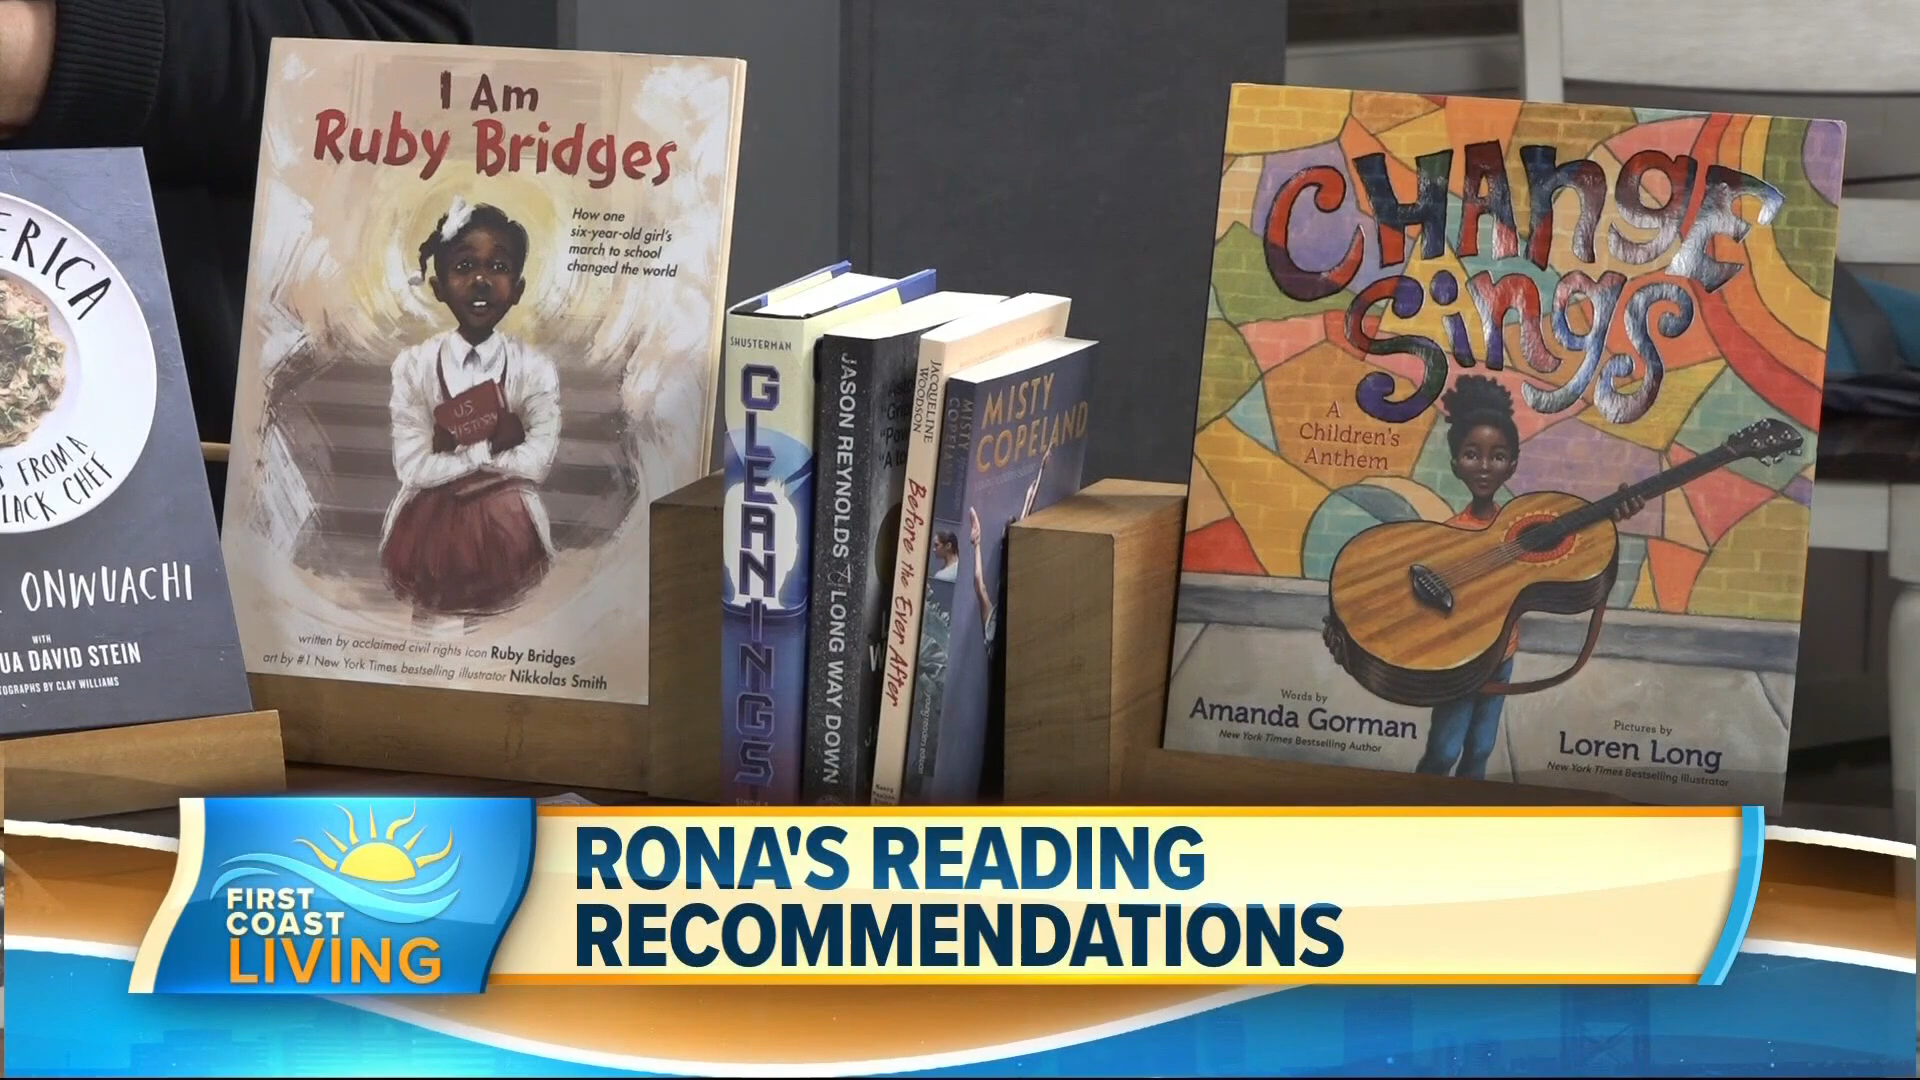 ERICA
FROM A
LACK CHEF
ONWUACHI
WITH
UA DAVID STEIN
TOGRAPHS BY CLAY WILLIAMS
I Am
Ruby Bridges
How one
six-year-old girl's
march to school
changed the world
US
HISTORY
written by acclaimed civil rights icon Ruby Bridges
art by #1 New York Times bestselling illustrator Nikkolas Smith
SHUSTERMAN
GLEANINGS
JASON REYNOLDS
LONG WAY DOWN
JACQUELINE
WOODSON
Before the Ever After
MISTY
COPELAND
MISTY
COPELAND
CHANGE
Sings
A
Children's
Anthem
Words by
Amanda Gorman
New York Times Bestselling Author
Pictures by
Loren Long
New York Times Bestselling Illustrator
FIRST
COAST
LIVING
RONA'S READING
RECOMMENDATIONS